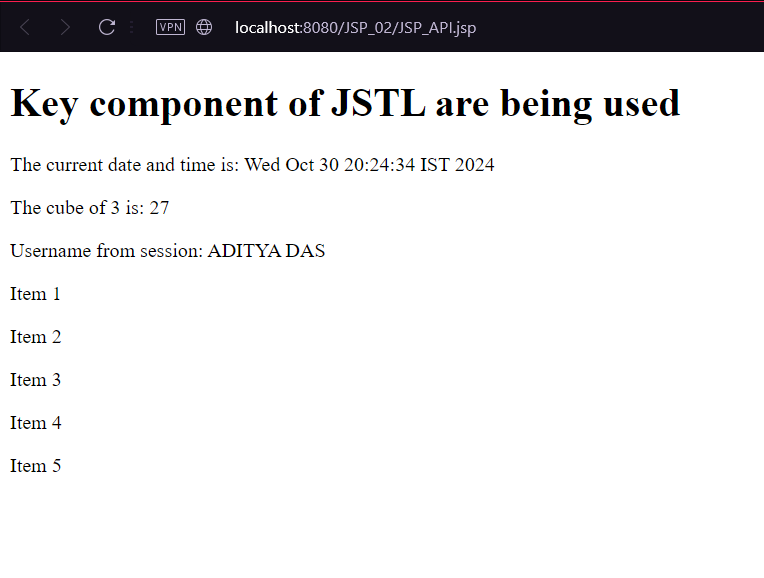 VPN localhost:8080/JSP_02/JSP_API.jsp
Key component of JSTL are being used
The current date and time is: Wed Oct 30 20:24:34 IST 2024
The cube of 3 is: 27
Username from session: ADITYA DAS
Item 1
Item 2
Item 3
Item 4
Item 5